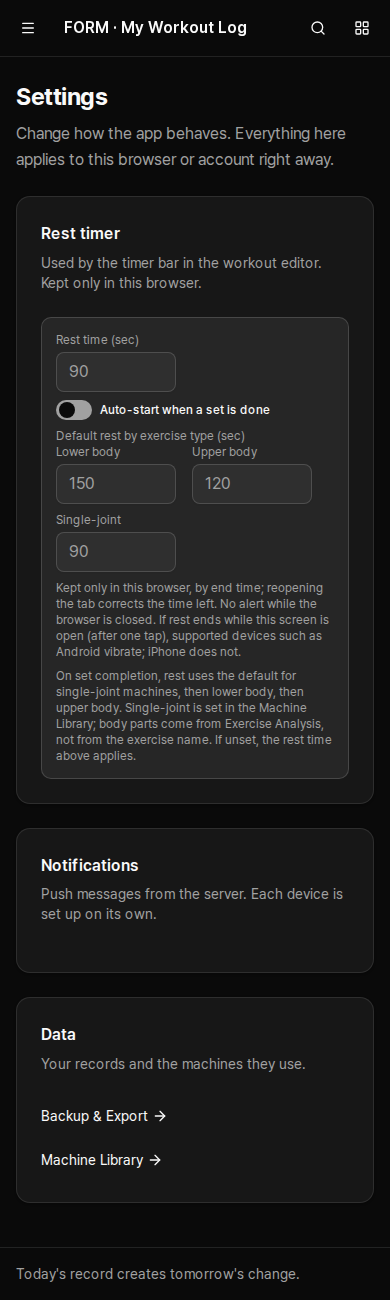 FORM · My Workout Log
Settings
Change how the app behaves. Everything here
applies to this browser or account right away.
Rest timer
Used by the timer bar in the workout editor.
Kept only in this browser.
Rest time (sec)
90
Auto-start when a set is done
Default rest by exercise type (sec)
Lower body
Upper body
150
120
Single-joint
90
Kept only in this browser, by end time; reopening
the tab corrects the time left. No alert while the
browser is closed. If rest ends while this screen is
open (after one tap), supported devices such as
Android vibrate; iPhone does not.
On set completion, rest uses the default for
single-joint machines, then lower body, then
upper body. Single-joint is set in the Machine
Library; body parts come from Exercise Analysis,
not from the exercise name. If unset, the rest time
above applies.
Notifications
Push messages from the server. Each device is
set up on its own.
Data
Your records and the machines they use.
Backup & Export →
Machine Library →
Today's record creates tomorrow's change.